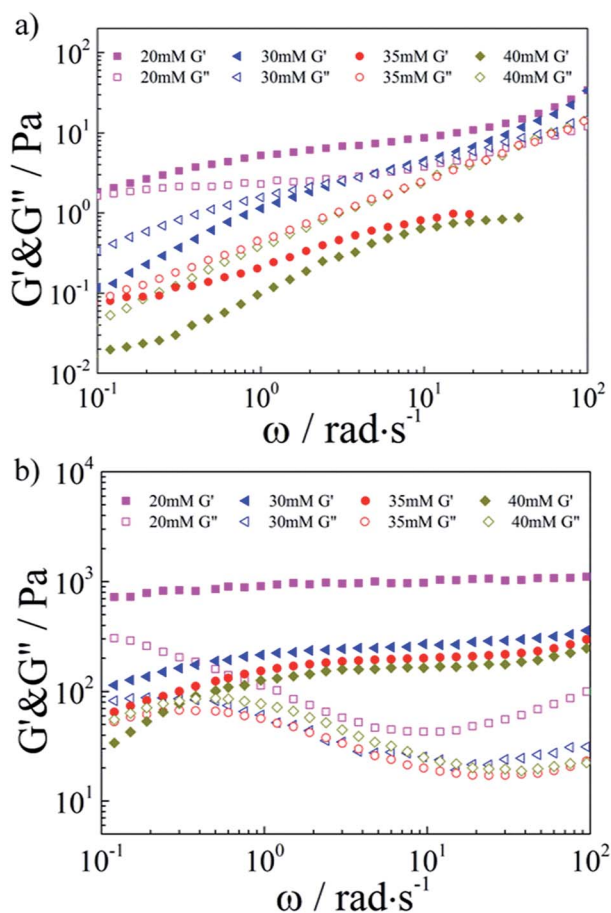 a)
10²
20mM G' 30mM G' 35mM G' 40mM G'
20mM G" 30mM G" 35mM G" 40mM G"
10¹
10⁰
10⁻¹
10⁻²
G'&G" / Pa
10⁻¹ 10⁰ 10¹ 10²
ω / rad·s⁻¹
b)
10⁴
20mM G' 30mM G' 35mM G' 40mM G'
20mM G" 30mM G" 35mM G" 40mM G"
10³
10²
10¹
G'&G" / Pa
10⁻¹ 10⁰ 10¹ 10²
ω / rad·s⁻¹